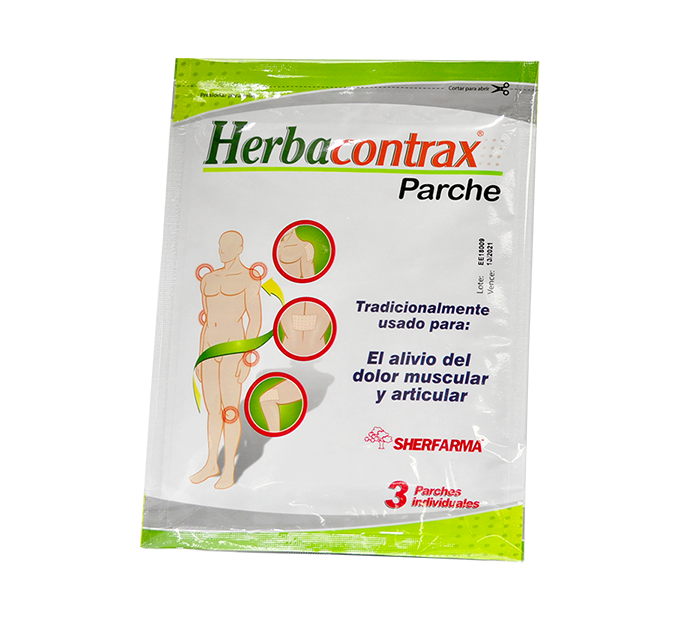 Cortar para abrir
Herbacontrax®
Parche
Lote: EE18009
Vence: 12/2021
Tradicionalmente
usado para:
El alivio del
dolor muscular
y articular
SHERFARMA
3 Parches
individuales